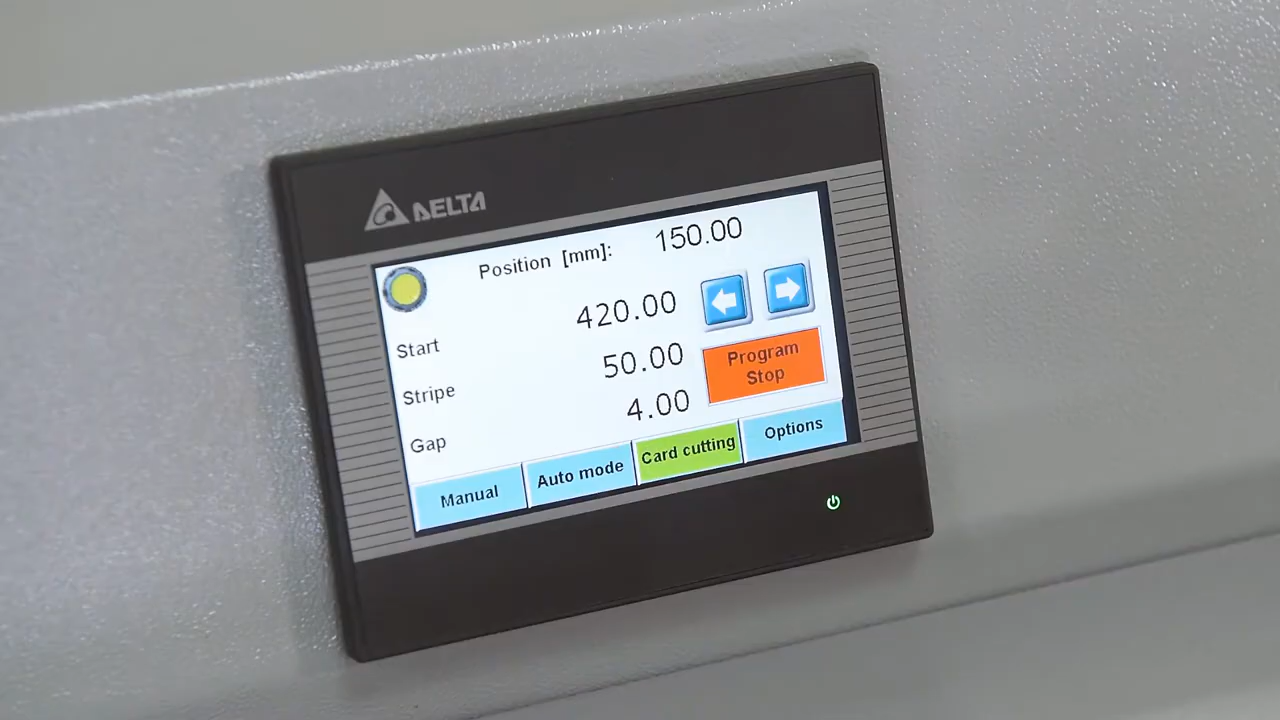 DELTA
Position [mm]: 150.00
Start 420.00
Stripe 50.00
Gap 4.00
Program
Stop
Manual Auto mode Card cutting Options